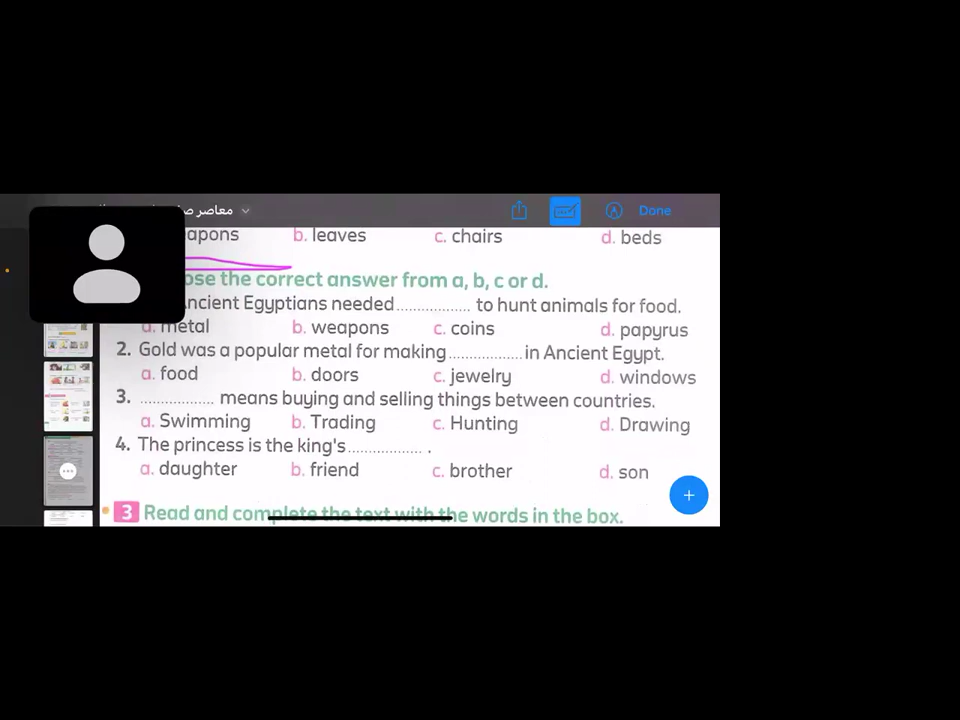 معاصر
Done
b. leaves c. chairs d. beds
the correct answer from a, b, c or d.
Ancient Egyptians needed ................. to hunt animals for food.
a. metal b. weapons c. coins d. papyrus
2. Gold was a popular metal for making ................. in Ancient Egypt.
a. food b. doors c. jewelry d. windows
3. ................. means buying and selling things between countries.
a. Swimming b. Trading c. Hunting d. Drawing
4. The princess is the king's ................. .
a. daughter b. friend c. brother d. son
3 Read and complete the text with the words in the box.